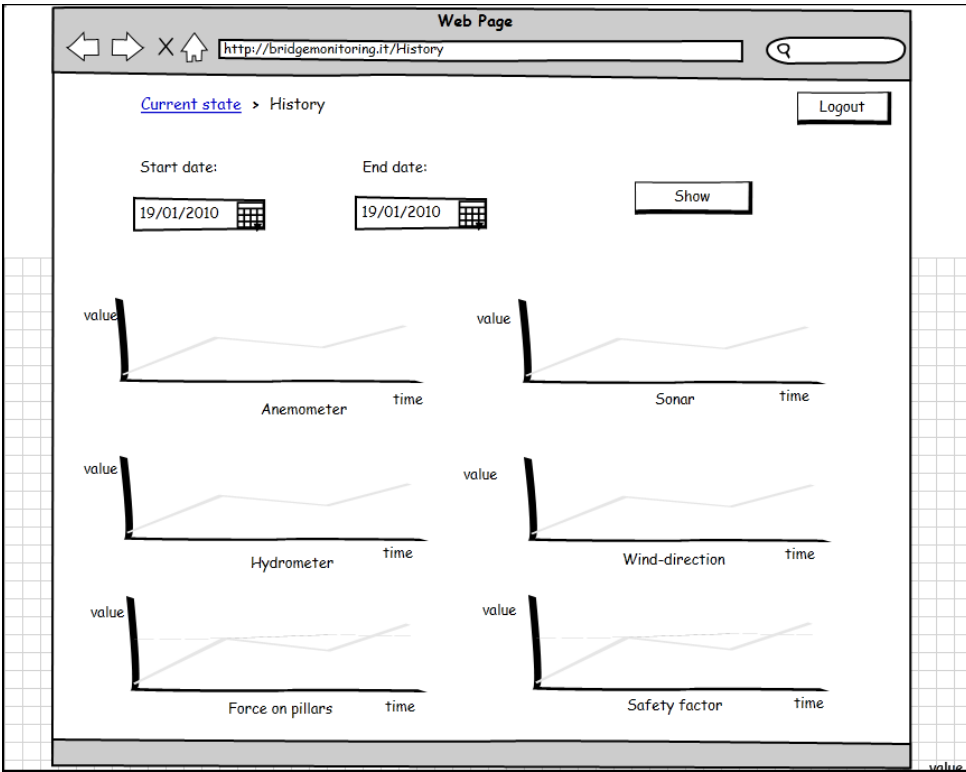 Web Page
http://bridgemonitoring.it/History
Current state > History
Logout
Start date:
End date:
19/01/2010
19/01/2010
Show
value
value
Anemometer
time
Sonar
time
value
value
Hydrometer
time
Wind-direction
time
value
value
Force on pillars
time
Safety factor
time
value